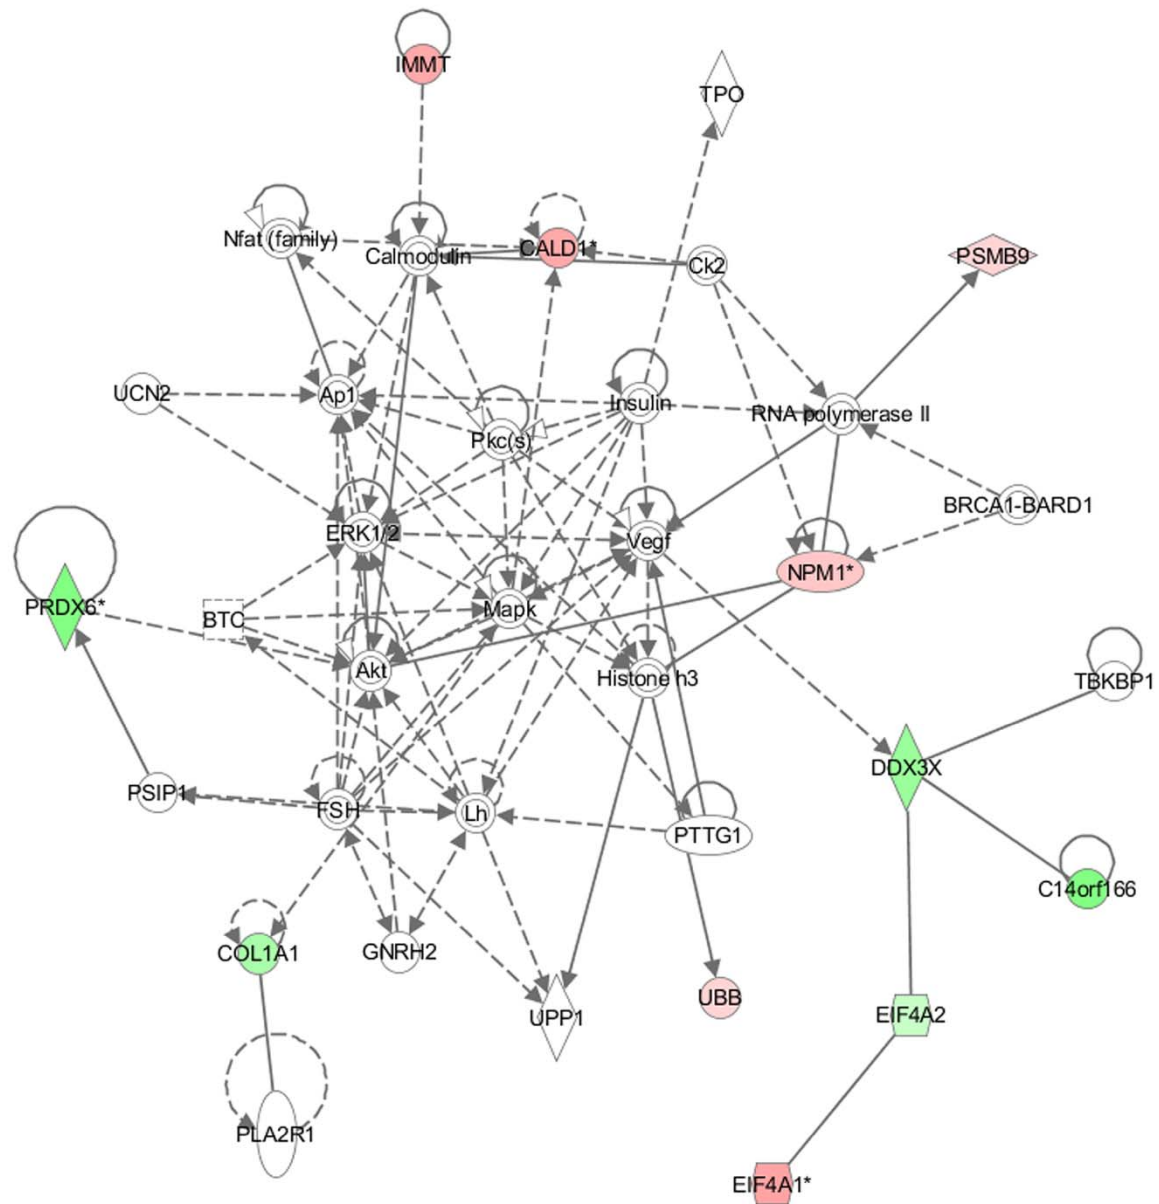 IMMT
TPO
Nfat (family)
Calmodulin
CALD1*
Ck2
PSMB9
UCN2
Ap1
Insulin
RNA polymerase II
Pkc(s)
BRCA1-BARD1
ERK1/2
Vegf
NPM1*
PRDX6*
BTC
Mapk
Akt
Histone h3
TBKBP1
DDX3X
PSIP1
FSH
Lh
PTTG1
C14orf166
COL1A1
GNRH2
UBB
UPP1
EIF4A2
PLA2R1
EIF4A1*